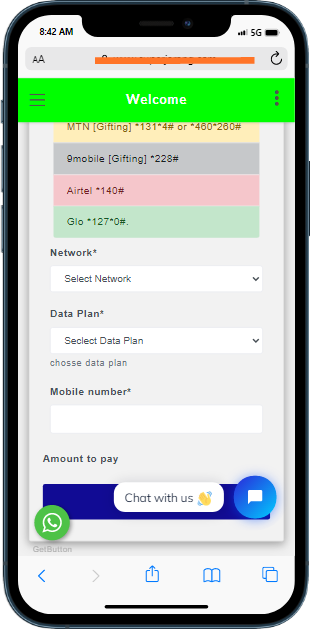 8:42 AM
5G
AA
Welcome
MTN [Gifting] *131*4# or *460*260#
9mobile [Gifting] *228#
Airtel *140#
Glo *127*0#.
Network*
Select Network
Data Plan*
Seclect Data Plan
chosse data plan
Mobile number*
Amount to pay
Chat with us 👋
GetButton